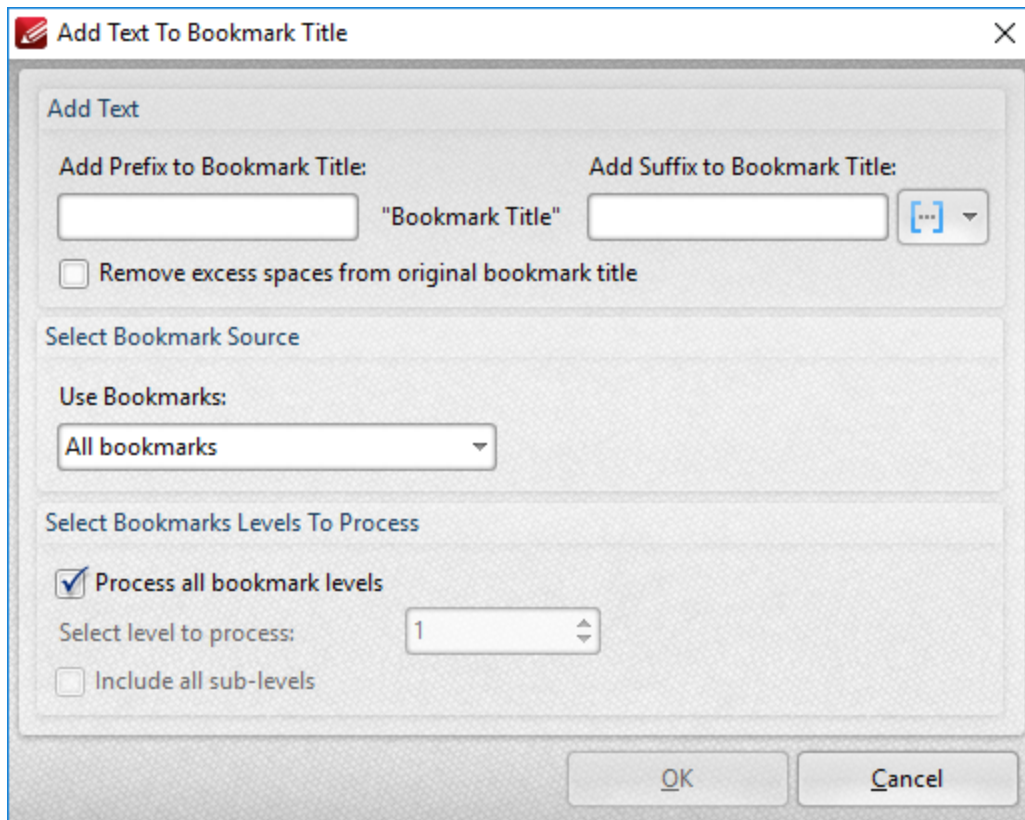 Add Text To Bookmark Title
Add Text
Add Prefix to Bookmark Title: Add Suffix to Bookmark Title:
"Bookmark Title"
Remove excess spaces from original bookmark title
Select Bookmark Source
Use Bookmarks:
All bookmarks
Select Bookmarks Levels To Process
Process all bookmark levels
Select level to process: 1
Include all sub-levels
OK Cancel